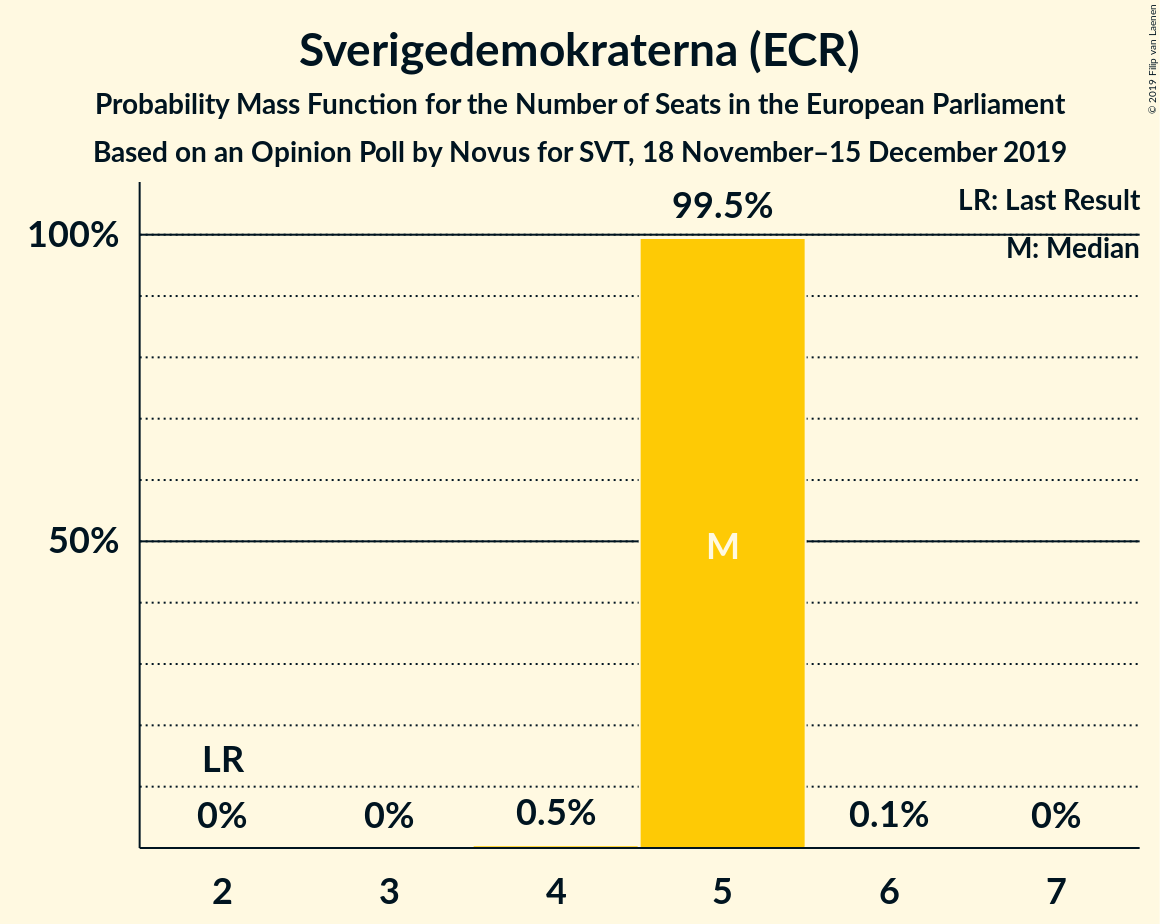 Sverigedemokraterna (ECR)
Probability Mass Function for the Number of Seats in the European Parliament
Based on an Opinion Poll by Novus for SVT, 18 November–15 December 2019
© 2019 Filip van Laenen
LR: Last Result
M: Median
99.5%
100%
50%
M
LR
0%
0%
0.5%
0.1%
0%
2
3
4
5
6
7